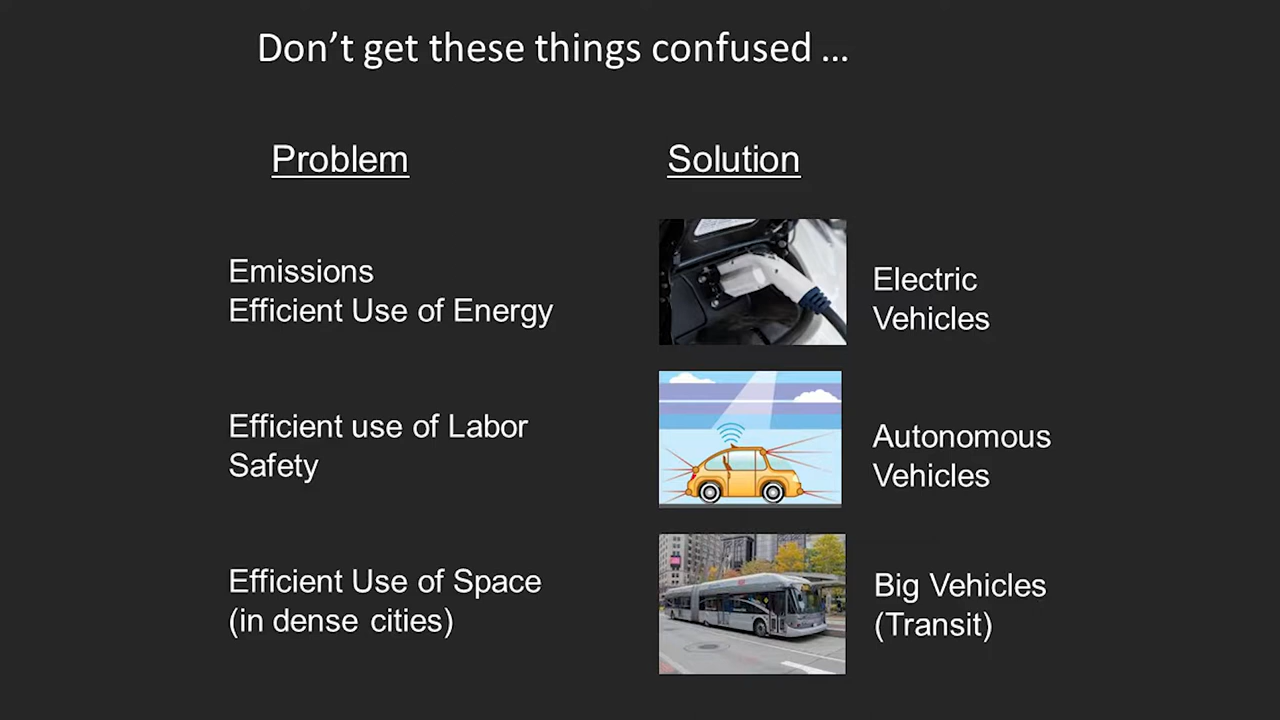 Don't get these things confused …
Problem
Solution
Emissions
Efficient Use of Energy
Electric
Vehicles
Efficient use of Labor
Safety
Autonomous
Vehicles
Efficient Use of Space
(in dense cities)
Big Vehicles
(Transit)